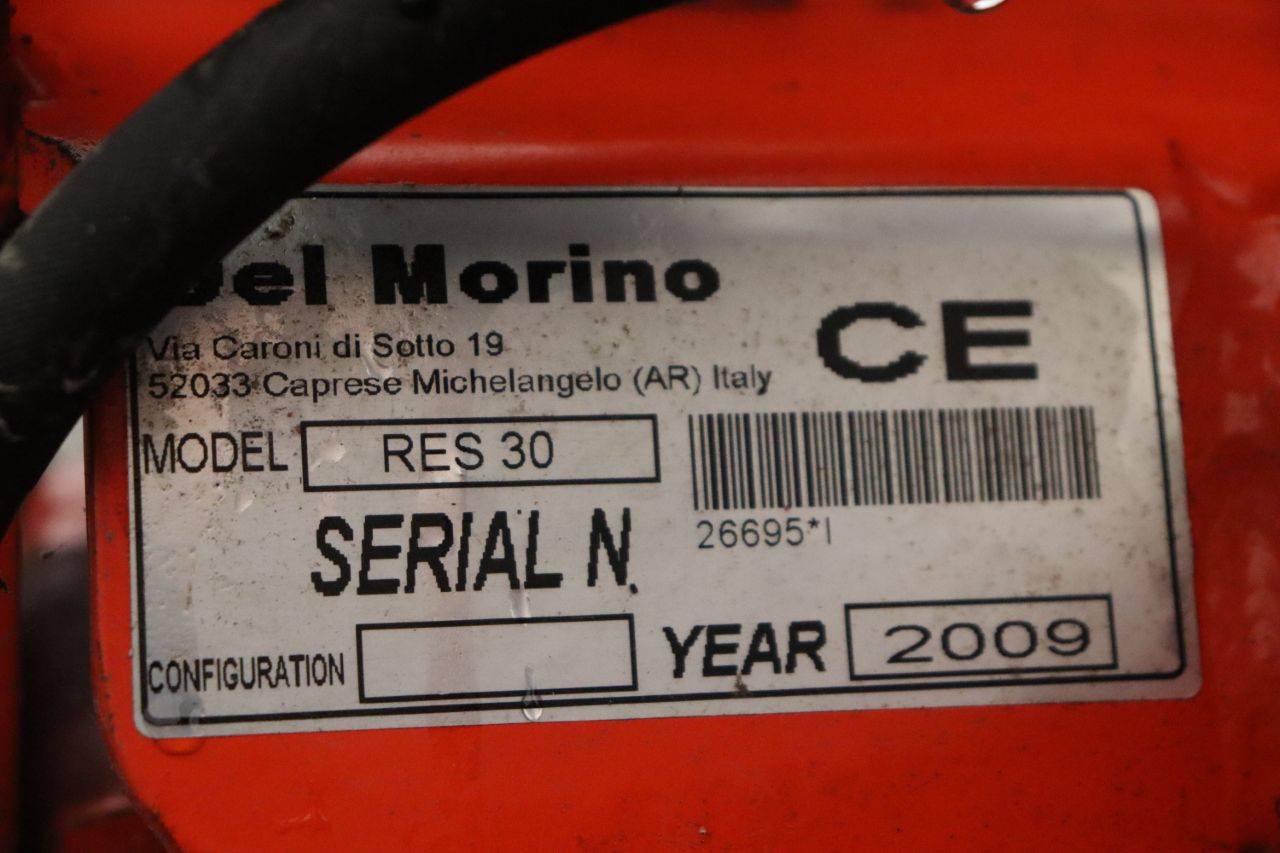 Del Morino
Via Caroni di Sotto 19
52033 Caprese Michelangelo (AR) Italy
CE
MODEL RES 30
26695*I
SERIAL N.
CONFIGURATION
YEAR 2009